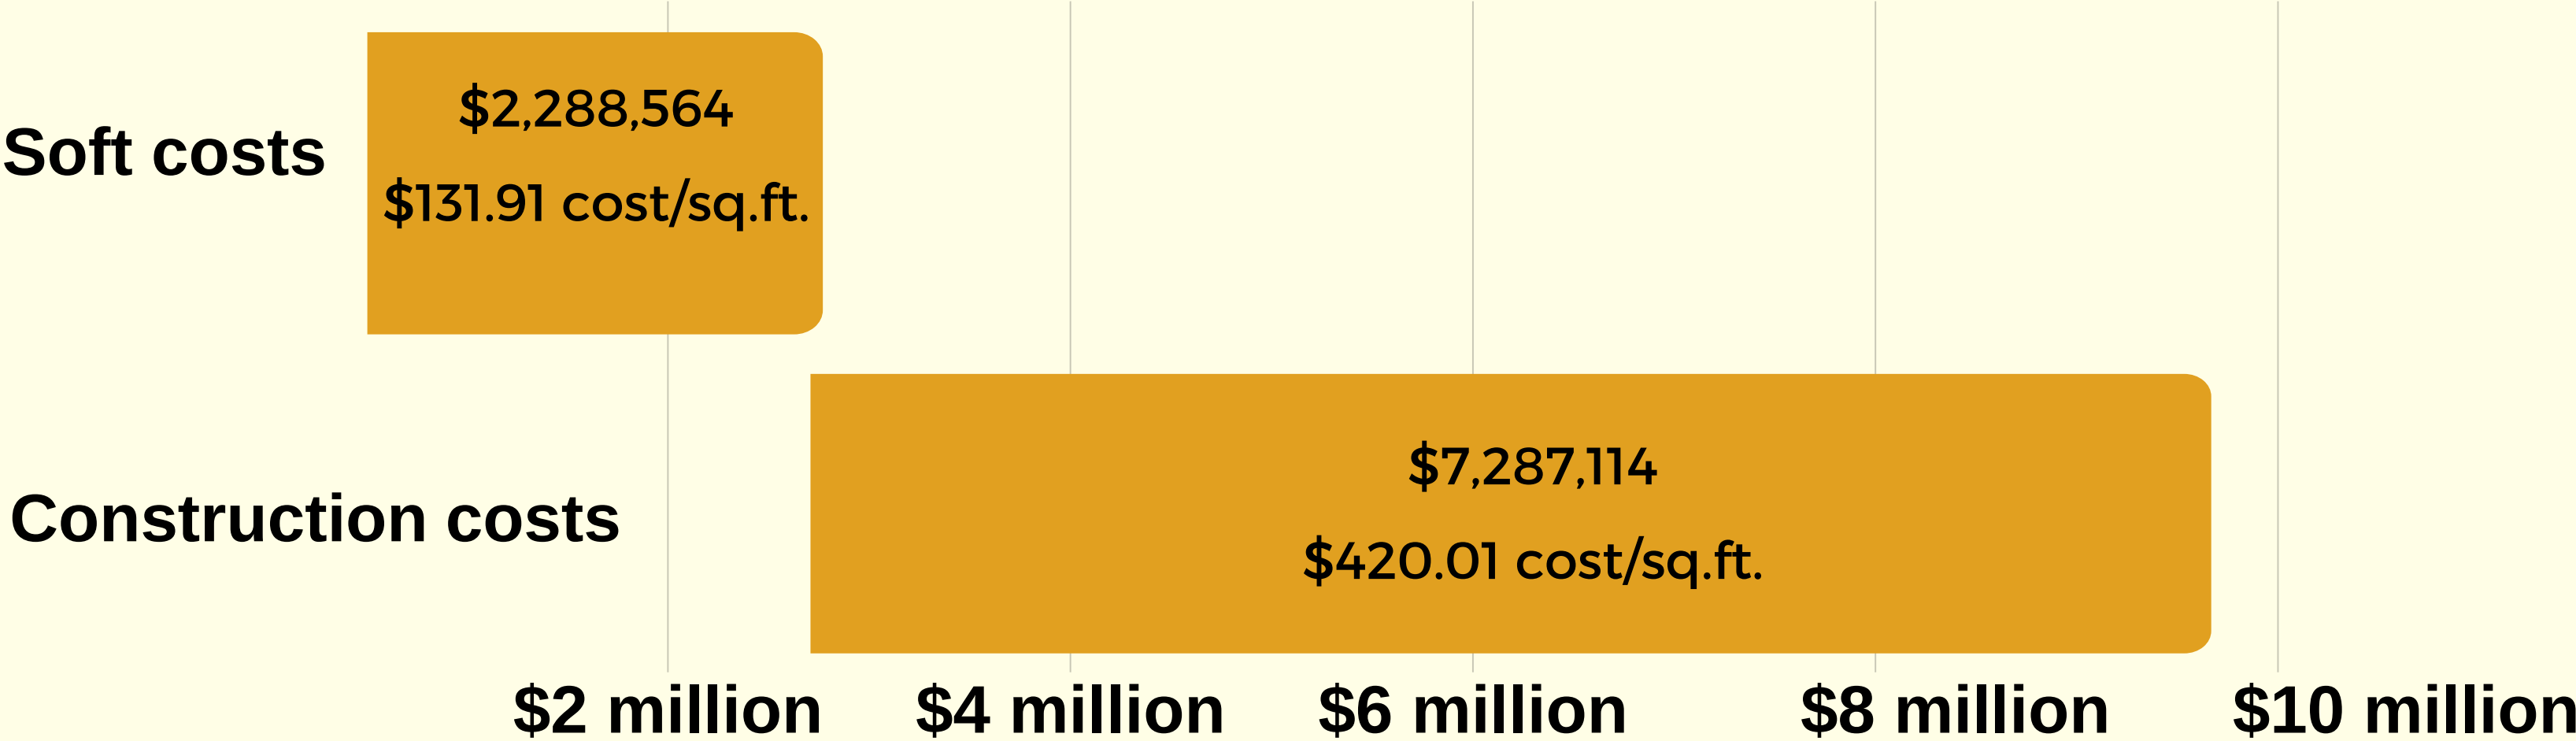 Soft costs
$2,288,564
$131.91 cost/sq.ft.
Construction costs
$7,287,114
$420.01 cost/sq.ft.
$2 million
$4 million
$6 million
$8 million
$10 million